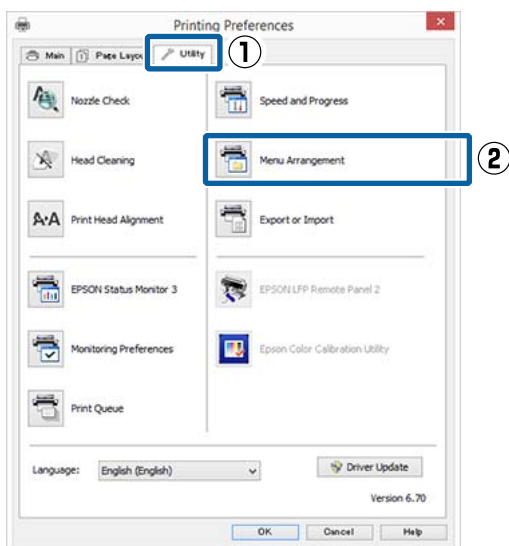 Printing Preferences
Main
Page Layou
Utility
1
Nozzle Check
Speed and Progress
2
Head Cleaning
Menu Arrangement
A·A
Print Head Alignment
Export or Import
EPSON Status Monitor 3
EPSON LFP Remote Panel 2
Monitoring Preferences
Epson Color Calibration Utility
Print Queue
Language:
English (English)
Driver Update
Version 6.70
OK
Cancel
Help